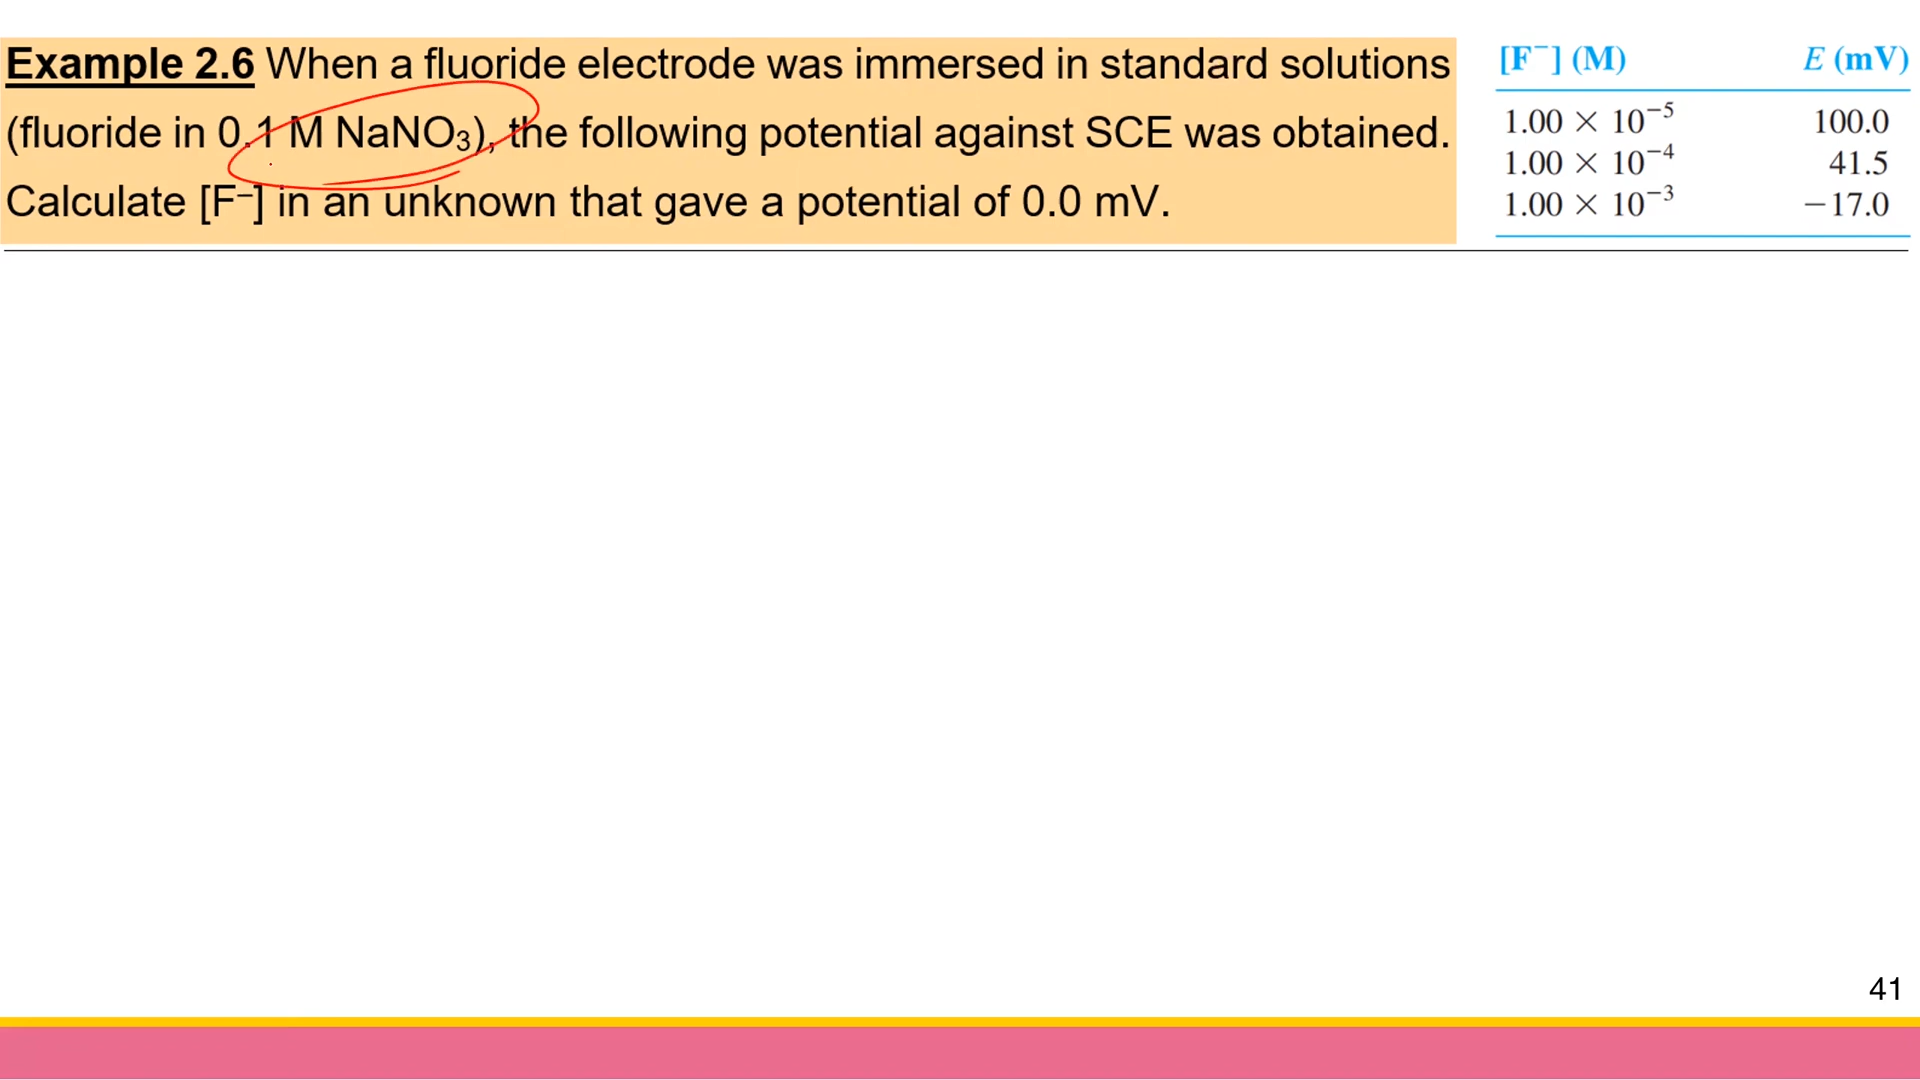 Example 2.6 When a fluoride electrode was immersed in standard solutions
(fluoride in 0.1 M NaNO₃), the following potential against SCE was obtained.
Calculate [F⁻] in an unknown that gave a potential of 0.0 mV.
[F⁻] (M) E (mV)
1.00 × 10⁻⁵ 100.0
1.00 × 10⁻⁴ 41.5
1.00 × 10⁻³ −17.0
41